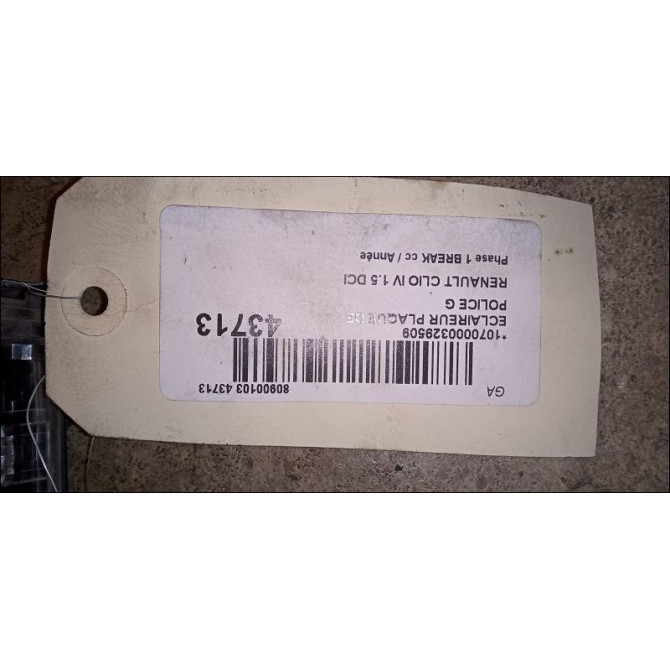 GA
80900103 43713
*1070000329509
ECLAIREUR PLAQUE DE
43713
POLICE G
RENAULT CLIO IV 1.5 DCI
Phase 1 BREAK cc / Année